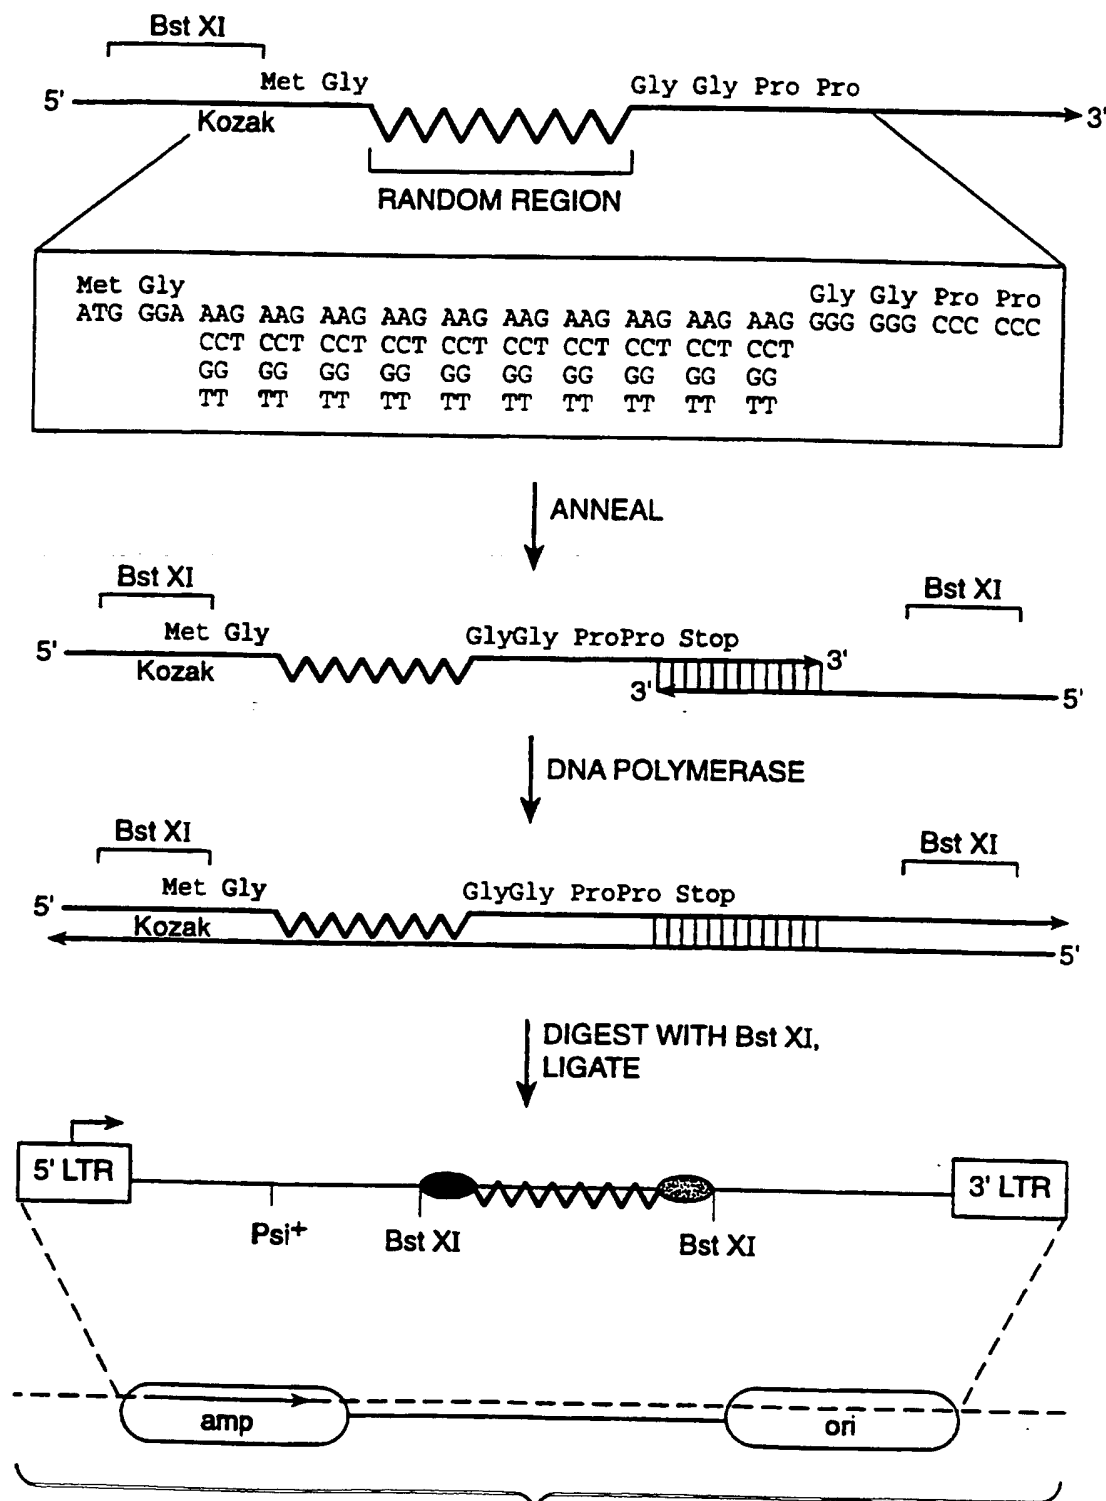 Bst XI
Met Gly
Gly Gly Pro Pro
5'
3'
Kozak
RANDOM REGION
Met Gly
Gly Gly Pro Pro
ATG GGA AAG AAG AAG AAG AAG AAG AAG AAG AAG AAG GGG GGG CCC CCC
CCT CCT CCT CCT CCT CCT CCT CCT CCT CCT
GG GG GG GG GG GG GG GG GG GG
TT TT TT TT TT TT TT TT TT TT
ANNEAL
Bst XI
Bst XI
Met Gly
GlyGly ProPro Stop
5'
3'
Kozak
3'
5'
DNA POLYMERASE
Bst XI
Bst XI
Met Gly
GlyGly ProPro Stop
5'
Kozak
5'
DIGEST WITH Bst XI,
LIGATE
5' LTR
3' LTR
Psi+
Bst XI
Bst XI
amp
ori